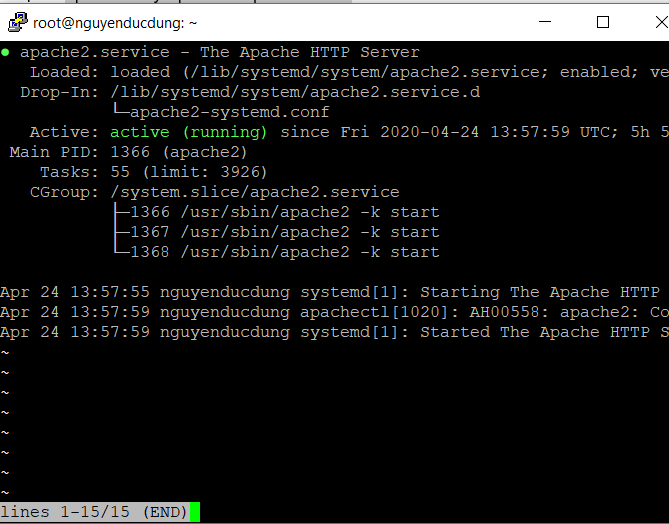 root@nguyenducdung: ~
● apache2.service - The Apache HTTP Server
   Loaded: loaded (/lib/systemd/system/apache2.service; enabled; ve
  Drop-In: /lib/systemd/system/apache2.service.d
           └─apache2-systemd.conf
   Active: active (running) since Fri 2020-04-24 13:57:59 UTC; 5h 5
 Main PID: 1366 (apache2)
    Tasks: 55 (limit: 3926)
   CGroup: /system.slice/apache2.service
           ├─1366 /usr/sbin/apache2 -k start
           ├─1367 /usr/sbin/apache2 -k start
           └─1368 /usr/sbin/apache2 -k start

Apr 24 13:57:55 nguyenducdung systemd[1]: Starting The Apache HTTP
Apr 24 13:57:59 nguyenducdung apachectl[1020]: AH00558: apache2: Co
Apr 24 13:57:59 nguyenducdung systemd[1]: Started The Apache HTTP S
~
~
~
~
~
~
~
~
lines 1-15/15 (END)